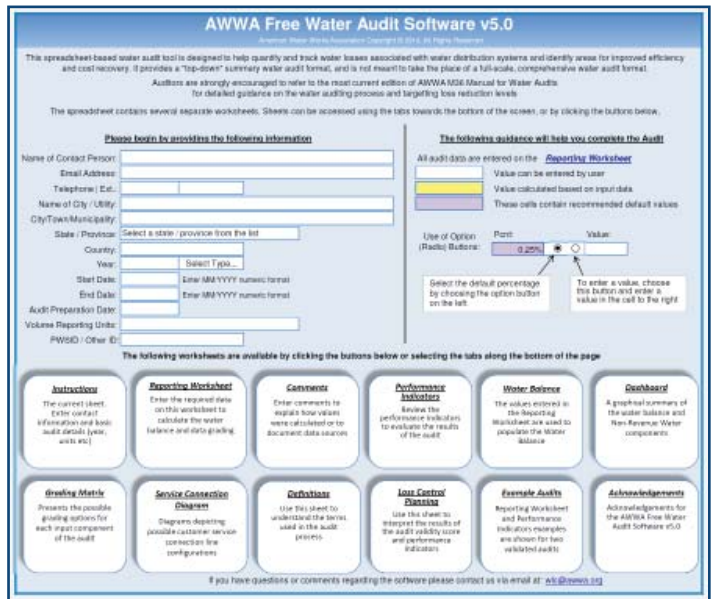 AWWA Free Water Audit Software v5.0
American Water Works Association Copyright © 2014, All Rights Reserved
This spreadsheet-based water audit tool is designed to help quantify and track water losses associated with water distribution systems and identify areas for improved efficiency
and cost recovery. It provides a "top-down" summary water audit format, and is not meant to take the place of a full-scale, comprehensive water audit format.
Auditors are strongly encouraged to refer to the most current edition of AWWA M36 Manual for Water Audits
for detailed guidance on the water auditing process and targetting loss reduction levels
The spreadsheet contains several separate worksheets. Sheets can be accessed using the tabs towards the bottom of the screen, or by clicking the buttons below.
Please begin by providing the following information
Name of Contact Person:
Email Address:
Telephone | Ext.:
Name of City / Utility:
City/Town/Municipality:
State / Province: Select a state / province from the list
Country:
Year: Select Type...
Start Date: Enter MM/YYYY numeric format
End Date: Enter MM/YYYY numeric format
Audit Preparation Date:
Volume Reporting Units:
PWSID / Other ID:
The following guidance will help you complete the Audit
All audit data are entered on the Reporting Worksheet
Value can be entered by user
Value calculated based on input data
These cells contain recommended default values
Use of Option
(Radio) Buttons:
Pcnt: Value:
0.25%
Select the default percentage
by choosing the option button
on the left
To enter a value, choose
this button and enter a
value in the cell to the right
The following worksheets are available by clicking the buttons below or selecting the tabs along the bottom of the page
Instructions
The current sheet.
Enter contact
information and basic
audit details (year,
units etc)
Reporting Worksheet
Enter the required data
on this worksheet to
calculate the water
balance and data grading
Comments
Enter comments to
explain how values
were calculated or to
document data sources
Performance
Indicators
Review the
performance indicators
to evaluate the results
of the audit
Water Balance
The values entered in
the Reporting
Worksheet are used to
populate the Water
Balance
Dashboard
A graphical summary of
the water balance and
Non-Revenue Water
components
Grading Matrix
Presents the possible
grading options for
each input component
of the audit
Service Connection
Diagram
Diagrams depicting
possible customer service
connection line
configurations
Definitions
Use this sheet to
understand the terms
used in the audit
process
Loss Control
Planning
Use this sheet to
interpret the results of
the audit validity score
and performance
indicators
Example Audits
Reporting Worksheet
and Performance
Indicators examples
are shown for two
validated audits
Acknowledgements
Acknowledgements for
the AWWA Free Water
Audit Software v5.0
If you have questions or comments regarding the software please contact us via email at: wlc@awwa.org